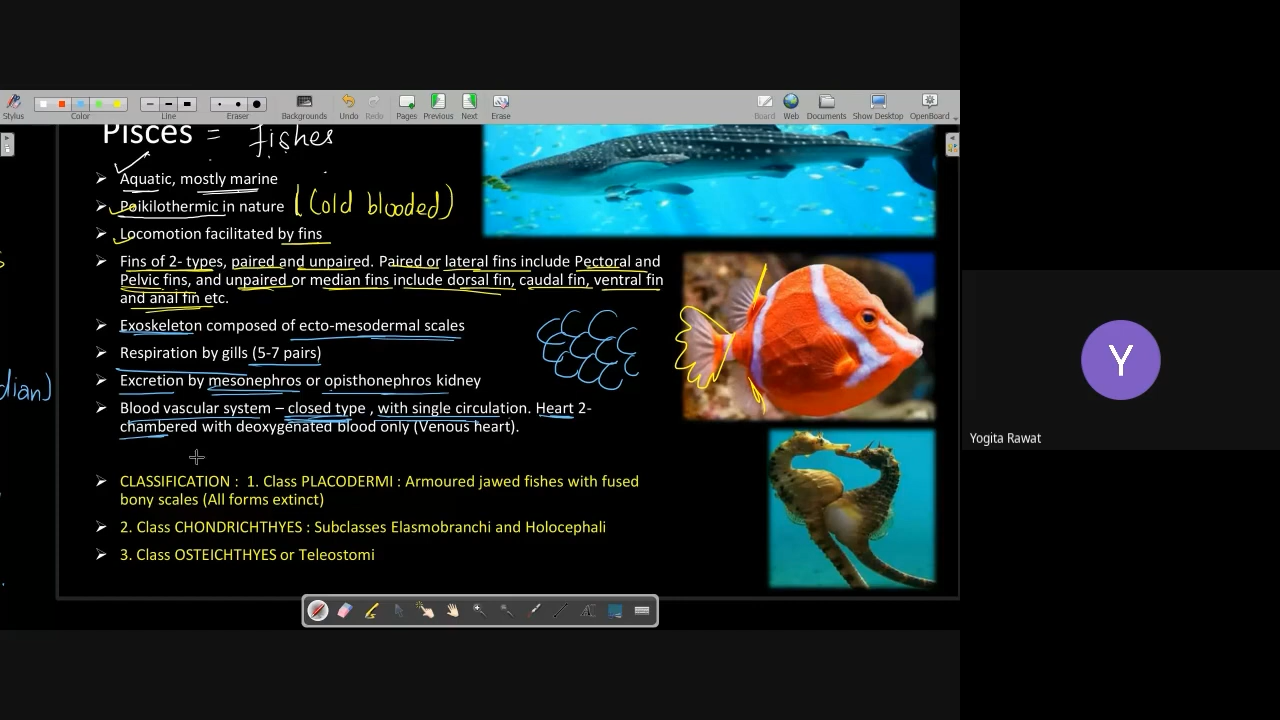 Stylus Color Line Eraser Backgrounds Undo Redo Pages Previous Next Erase Board Web Documents Show Desktop OpenBoard
Pisces = fishes
Aquatic, mostly marine
Poikilothermic in nature (Cold blooded)
Locomotion facilitated by fins
Fins of 2- types, paired and unpaired. Paired or lateral fins include Pectoral and
Pelvic fins, and unpaired or median fins include dorsal fin, caudal fin, ventral fin
and anal fin etc.
Exoskeleton composed of ecto-mesodermal scales
Respiration by gills (5-7 pairs)
Excretion by mesonephros or opisthonephros kidney
dian)
Blood vascular system – closed type , with single circulation. Heart 2-
chambered with deoxygenated blood only (Venous heart).
CLASSIFICATION : 1. Class PLACODERMI : Armoured jawed fishes with fused
bony scales (All forms extinct)
2. Class CHONDRICHTHYES : Subclasses Elasmobranchi and Holocephali
3. Class OSTEICHTHYES or Teleostomi
Y
Yogita Rawat